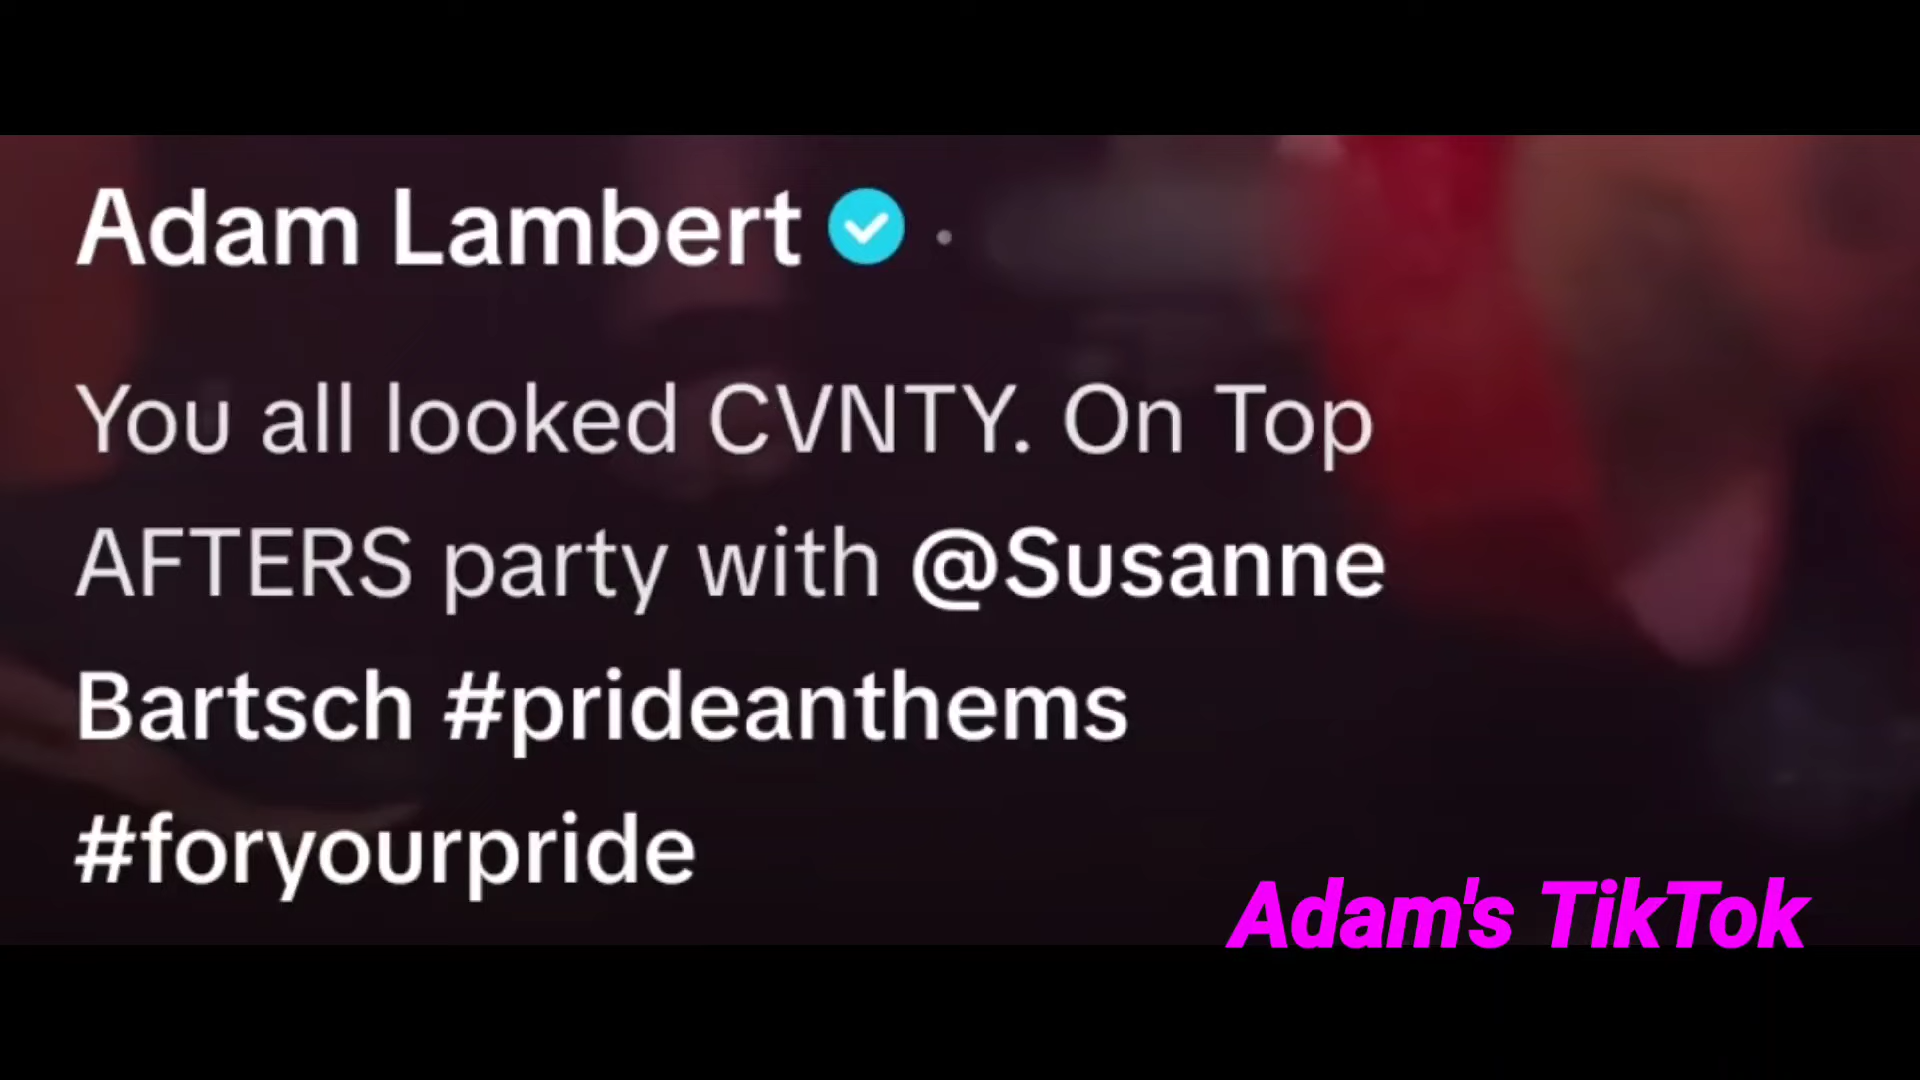 Adam Lambert
You all looked CVNTY. On Top
AFTERS party with @Susanne
Bartsch #prideanthems
#foryourpride
Adam's TikTok